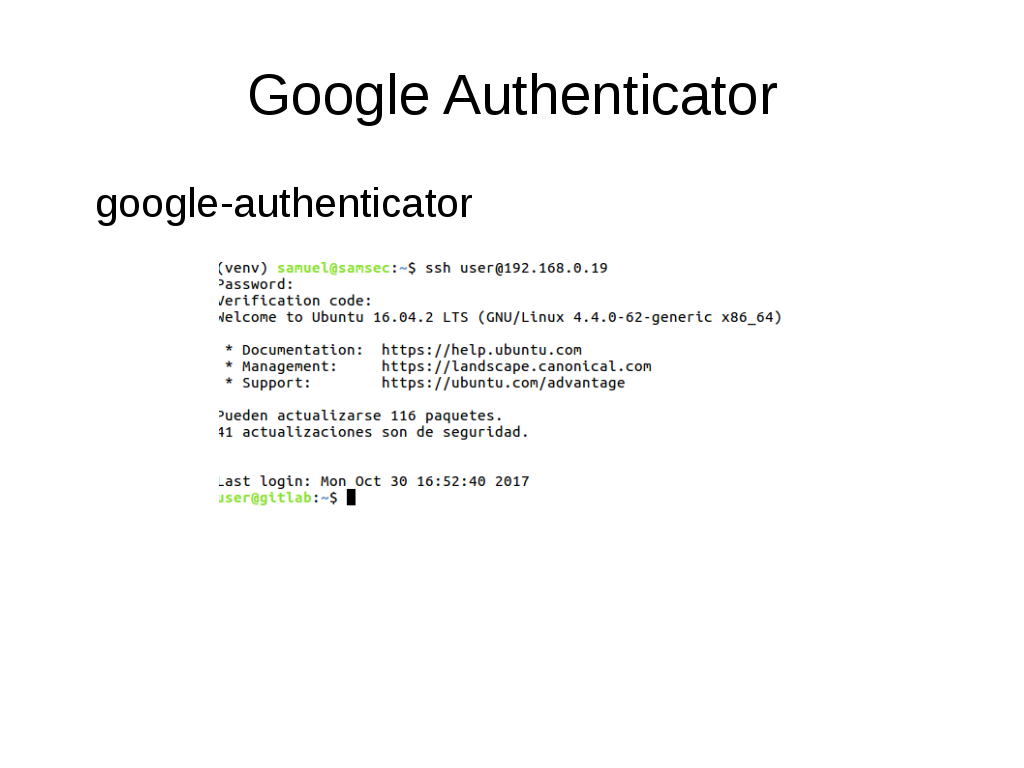 Google Authenticator
google-authenticator
(venv) samuel@samsec:~$ ssh user@192.168.0.19
Password:
Verification code:
Welcome to Ubuntu 16.04.2 LTS (GNU/Linux 4.4.0-62-generic x86_64)
* Documentation:  https://help.ubuntu.com
* Management:     https://landscape.canonical.com
* Support:        https://ubuntu.com/advantage
Pueden actualizarse 116 paquetes.
41 actualizaciones son de seguridad.
Last login: Mon Oct 30 16:52:40 2017
user@gitlab:~$